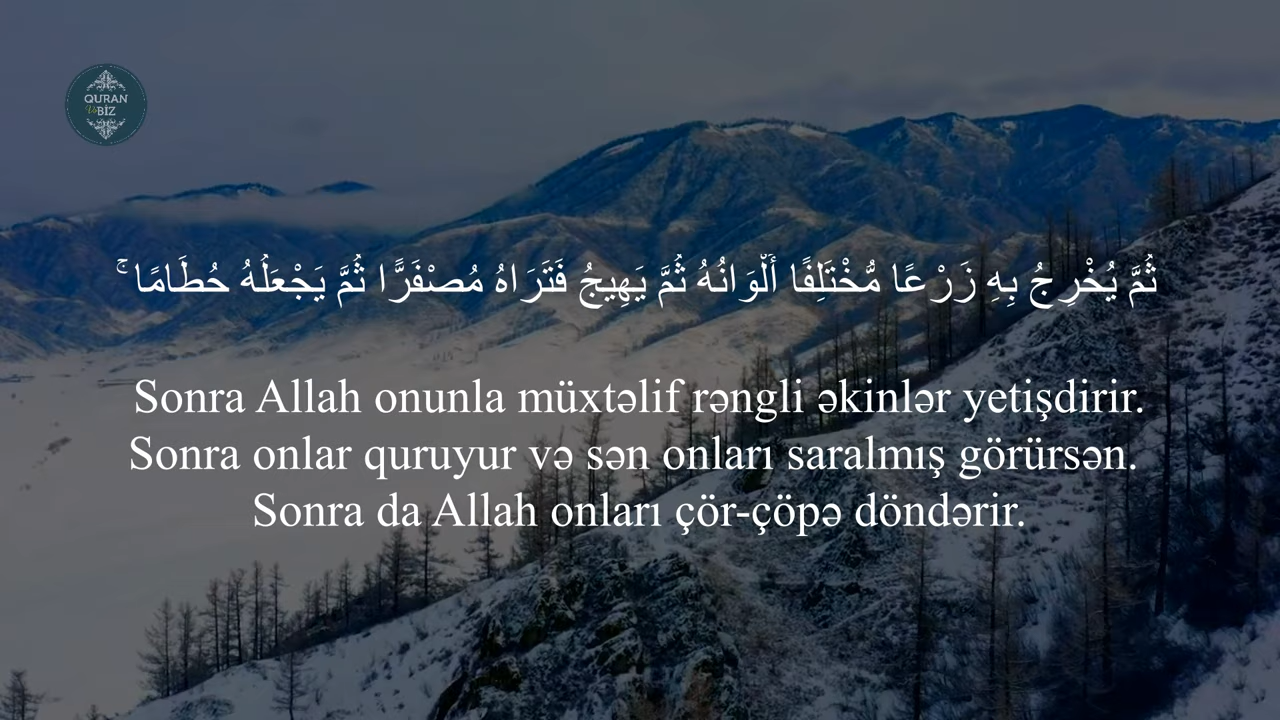 QURAN
Və BİZ
ثُمَّ يُخْرِجُ بِهِ زَرْعًا مُّخْتَلِفًا أَلْوَانُهُ ثُمَّ يَهِيجُ فَتَرَاهُ مُصْفَرًّا ثُمَّ يَجْعَلُهُ حُطَامًا ۚ
Sonra Allah onunla müxtəlif rəngli əkinlər yetişdirir.
Sonra onlar quruyur və sən onları saralmış görürsən.
Sonra da Allah onları çör-çöpə döndərir.